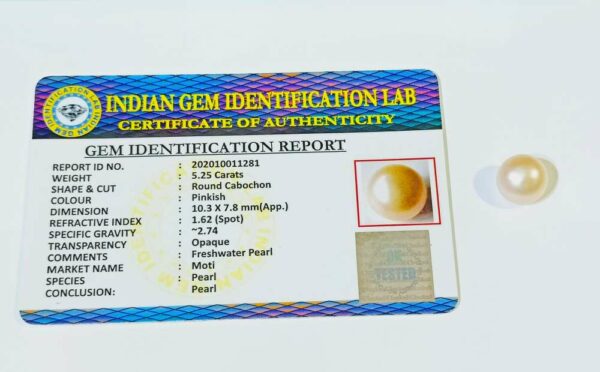 INDIAN GEM IDENTIFICATION LAB
CERTIFICATE OF AUTHENTICITY
GEM IDENTIFICATION REPORT
REPORT ID NO. : 202010011281
WEIGHT : 5.25 Carats
SHAPE & CUT : Round Cabochon
COLOUR : Pinkish
DIMENSION : 10.3 X 7.8 mm(App.)
REFRACTIVE INDEX : 1.62 (Spot)
SPECIFIC GRAVITY : ~2.74
TRANSPARENCY : Opaque
COMMENTS : Freshwater Pearl
MARKET NAME : Moti
SPECIES : Pearl
CONCLUSION: : Pearl
TESTED